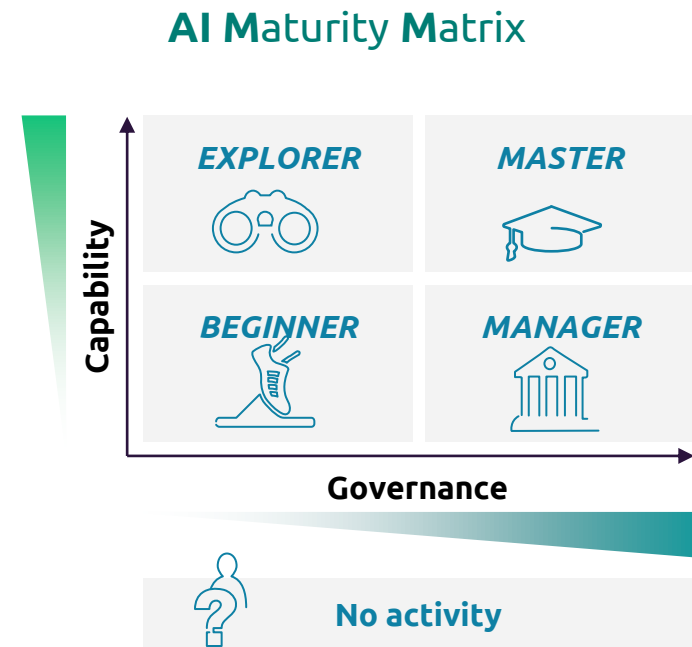 AI Maturity Matrix
EXPLORER
MASTER
Capability
BEGINNER
MANAGER
Governance
?
No activity